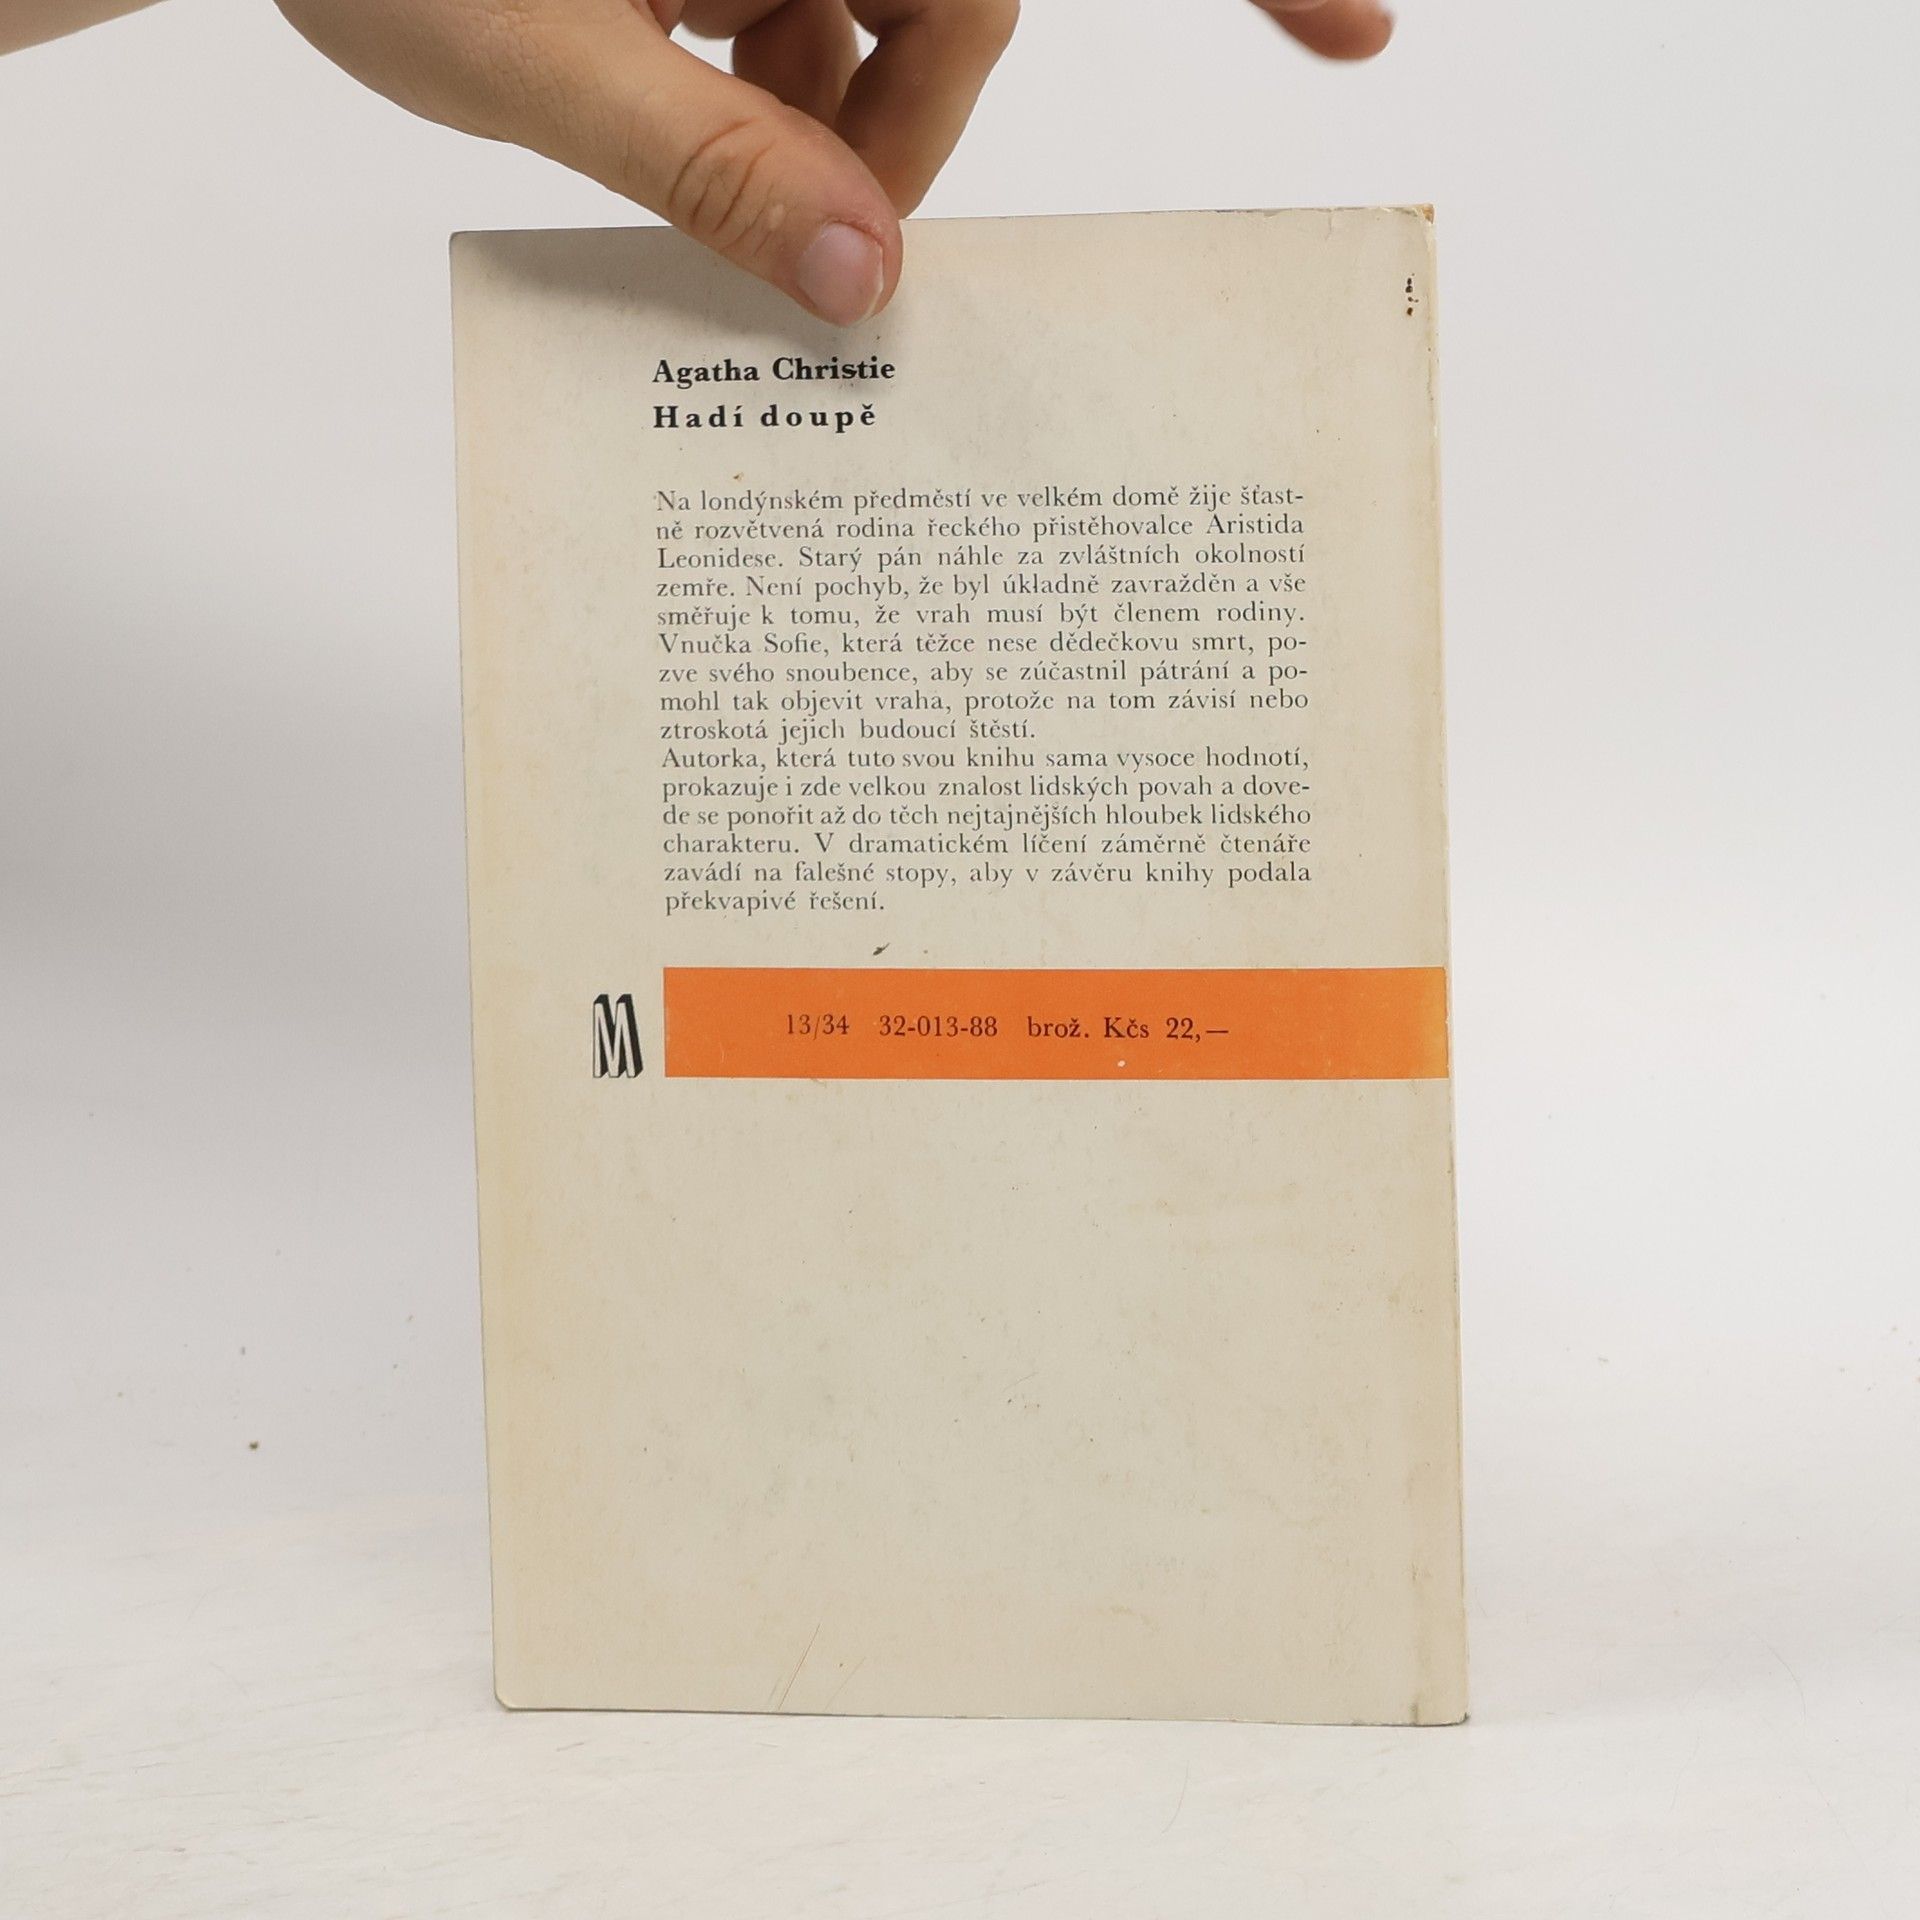 Agatha Christie
Hadí doupě
Na londýnském předměstí ve velkém domě žije šťast-
ně rozvětvená rodina řeckého přistěhovalce Aristida
Leonidese. Starý pán náhle za zvláštních okolností
zemře. Není pochyb, že byl úkladně zavražděn a vše
směřuje k tomu, že vrah musí být členem rodiny.
Vnučka Sofie, která těžce nese dědečkovu smrt, po-
zve svého snoubence, aby se zúčastnil pátrání a po-
mohl tak objevit vraha, protože na tom závisí nebo
ztroskotá jejich budoucí štěstí.
Autorka, která tuto svou knihu sama vysoce hodnotí,
prokazuje i zde velkou znalost lidských povah a dove-
de se ponořit až do těch nejtajnějších hloubek lidského
charakteru. V dramatickém líčení záměrně čtenáře
zavádí na falešné stopy, aby v závěru knihy podala
překvapivé řešení.
M
13/34 32-013-88 brož. Kčs 22,—